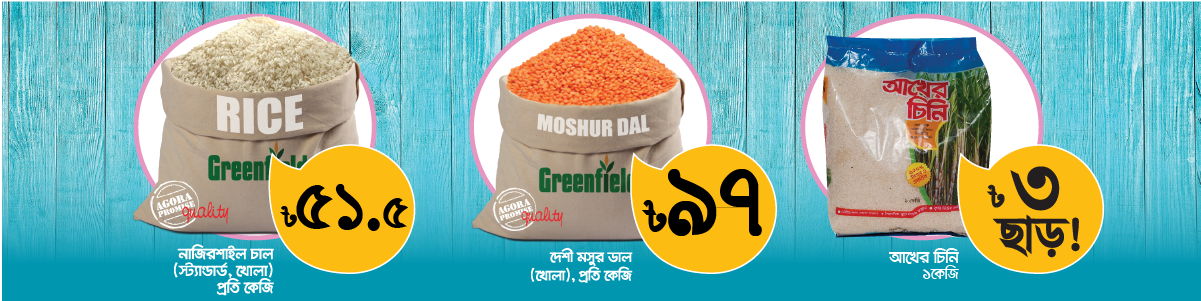 RICE
Greenfield
AGORA
PROMISE
quality
৳৫১.৫
নাজিরশাইল চাল
(স্ট্যান্ডার্ড, খোলা)
প্রতি কেজি
MOSHUR DAL
Greenfield
AGORA
PROMISE
quality
৳৯৭
দেশী মসুর ডাল
(খোলা), প্রতি কেজি
আখের
চিনি
১ কেজি
৳৩
ছাড়!
আখের চিনি
১কেজি